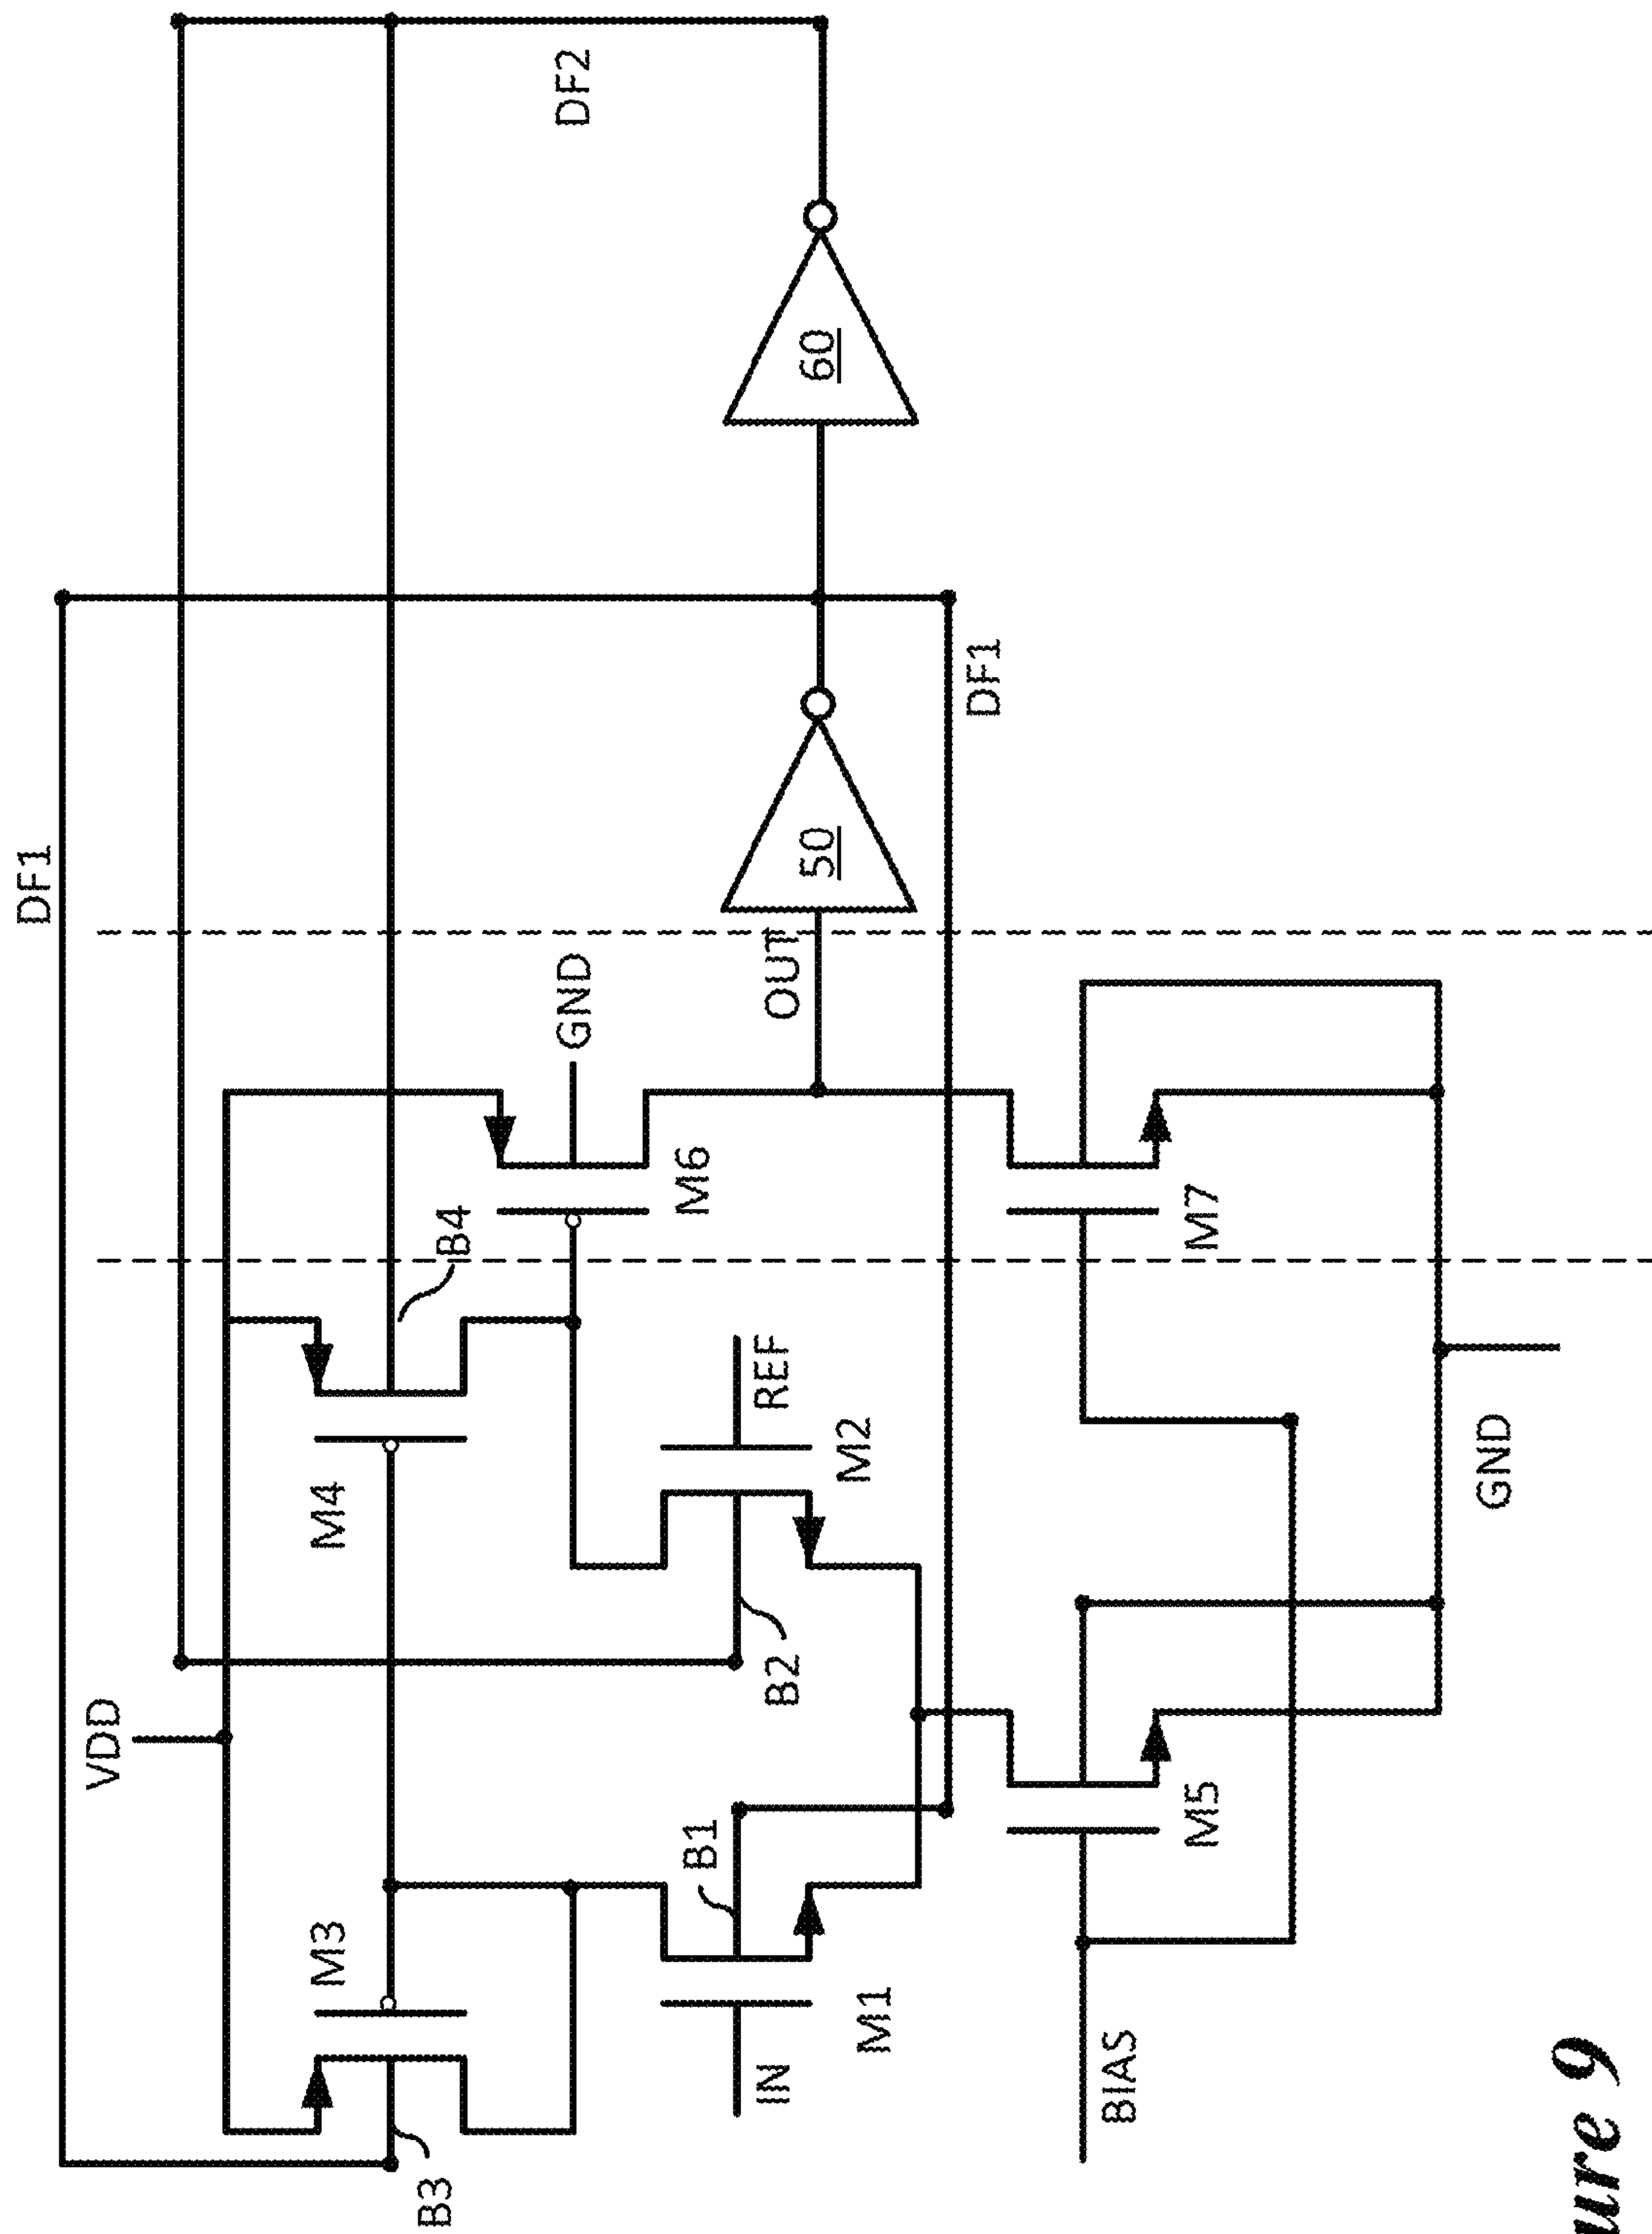 DF1
DF2
VDD
M3
M4
B4
GND
B3
M6
B1
REF
OUT
50
60
IN
M1
B2
M2
DF1
BIAS
M5
M7
GND
ure 9